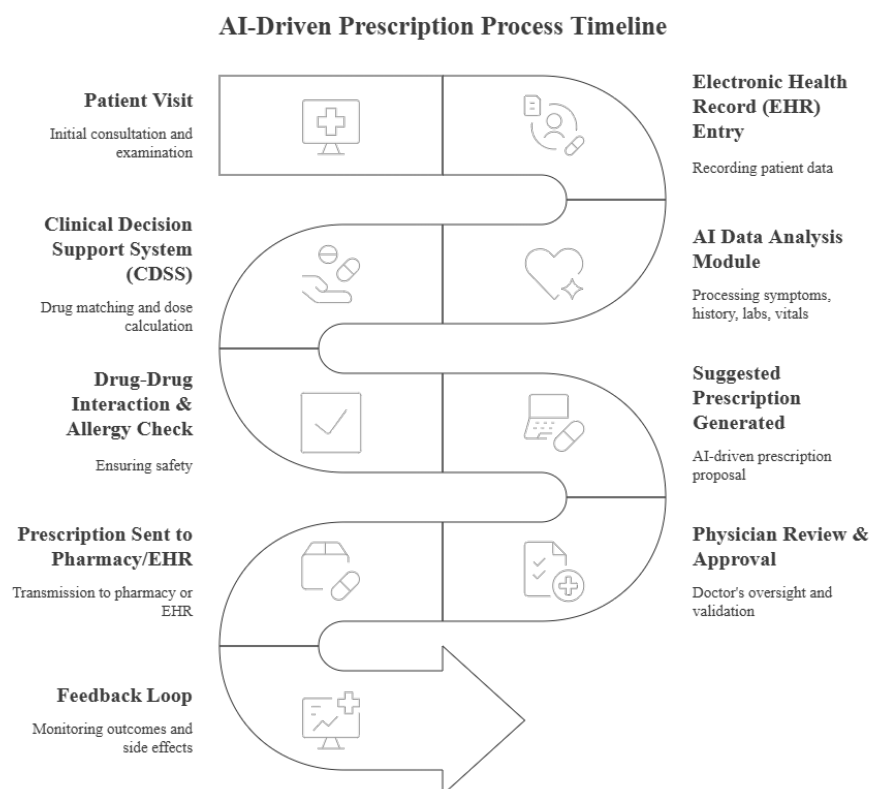 AI-Driven Prescription Process Timeline
Patient Visit
Initial consultation and
examination
Electronic Health
Record (EHR)
Entry
Recording patient data
AI Data Analysis
Module
Processing symptoms,
history, labs, vitals
Clinical Decision
Support System
(CDSS)
Drug matching and dose
calculation
Drug-Drug
Interaction &
Allergy Check
Ensuring safety
Suggested
Prescription
Generated
AI-driven prescription
proposal
Physician Review &
Approval
Doctor's oversight and
validation
Prescription Sent to
Pharmacy/EHR
Transmission to pharmacy or
EHR
Feedback Loop
Monitoring outcomes and
side effects